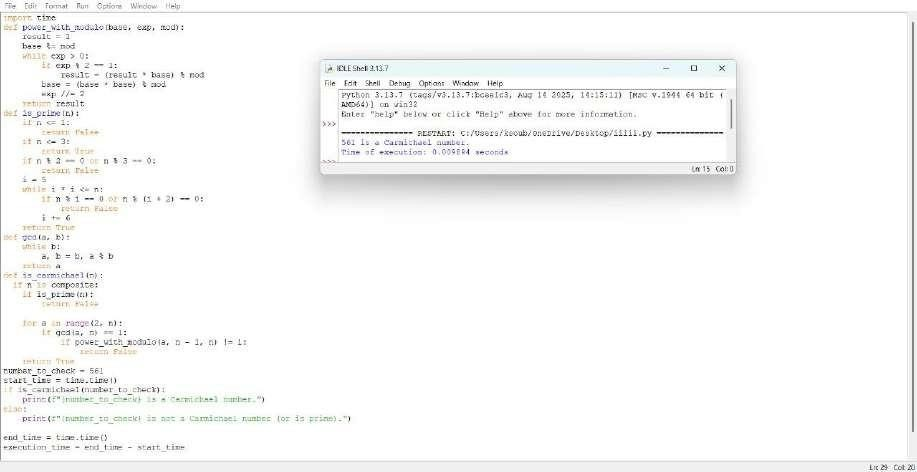 File Edit Format Run Options Window Help
import time
def power_with_modulo(base, exp, mod):
    result = 1
    base %= mod
    while exp > 0:
        if exp % 2 == 1:
            result = (result * base) % mod
        base = (base * base) % mod
        exp //= 2
    return result
def is_prime(n):
    if n <= 1:
        return False
    if n <= 3:
        return True
    if n % 2 == 0 or n % 3 == 0:
        return False
    i = 5
    while i * i <= n:
        if n % i == 0 or n % (i + 2) == 0:
            return False
        i += 6
    return True
def gcd(a, b):
    while b:
        a, b = b, a % b
    return a
def is_carmichael(n):
  if n is composite:
    if is_prime(n):
        return False
    for a in range(2, n):
        if gcd(a, n) == 1:
            if power_with_modulo(a, n - 1, n) != 1:
                return False
    return True
number_to_check = 561
start_time = time.time()
if is_carmichael(number_to_check):
    print(f"{number_to_check} is a Carmichael number.")
else:
    print(f"{number_to_check} is not a Carmichael number (or is prime).")
end_time = time.time()
execution_time = end_time - start_time
Ln: 29 Col: 20
IDLE Shell 3.13.7
File Edit Shell Debug Options Window Help
Python 3.13.7 (tags/v3.13.7:bcee1c3, Aug 14 2025, 14:15:11) [MSC v.1944 64 bit (
AMD64)] on win32
Enter "help" below or click "Help" above for more information.
>>>
=============== RESTART: C:/Users/ksoub/OneDrive/Desktop/iiiii.py ==============
561 is a Carmichael number.
Time of execution: 0.009894 seconds
>>>
Ln: 15 Col: 0